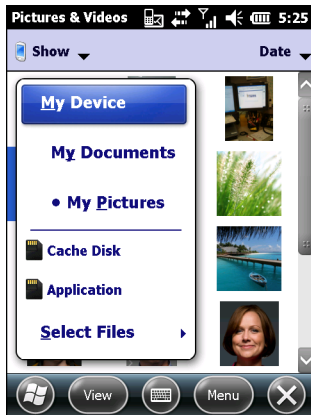 Pictures & Videos 5:25
Show Date
My Device
My Documents
• My Pictures
Cache Disk
Application
Select Files
View Menu